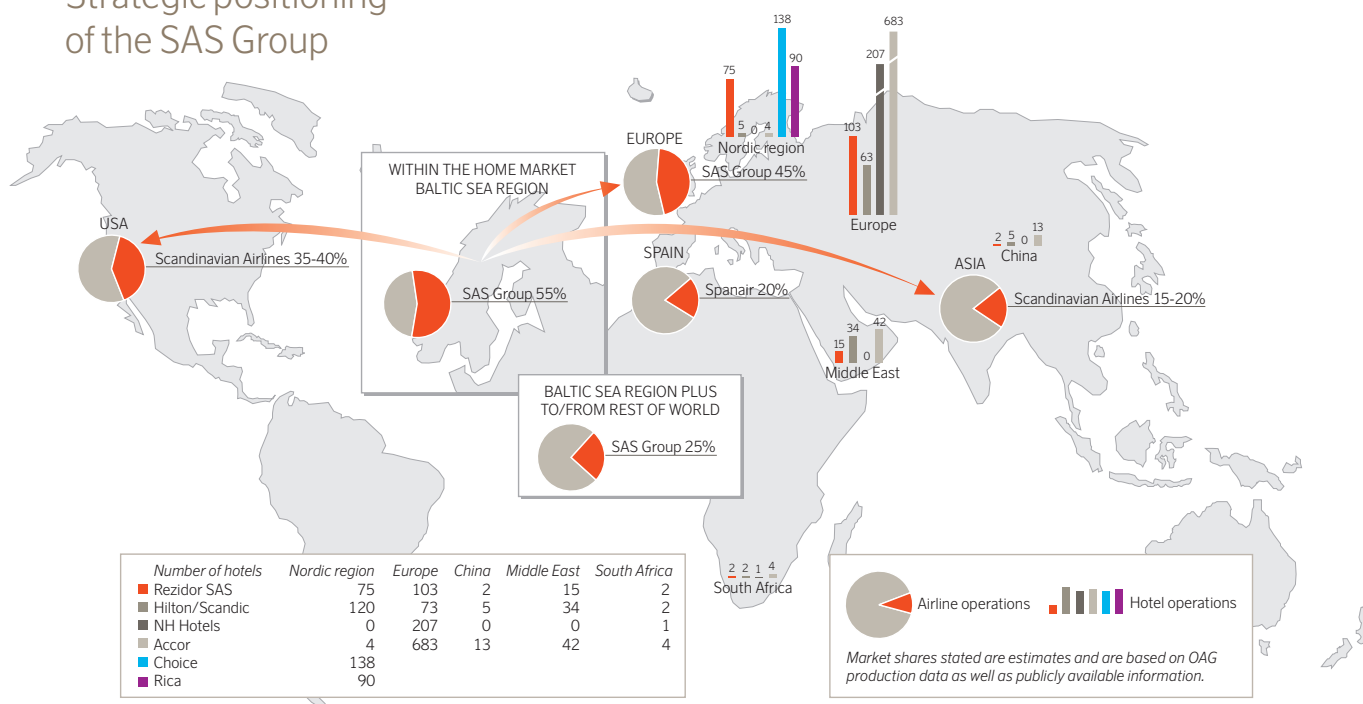 Strategic positioning
of the SAS Group
138
683
207
75
90
5
0
4
Nordic region
103
63
Europe
EUROPE
SAS Group 45%
WITHIN THE HOME MARKET
BALTIC SEA REGION
SAS Group 55%
USA
Scandinavian Airlines 35-40%
SPAIN
Spanair 20%
2
5
0
13
China
ASIA
Scandinavian Airlines 15-20%
15
34
0
42
Middle East
BALTIC SEA REGION PLUS
TO/FROM REST OF WORLD
SAS Group 25%
2
2
1
4
South Africa
Number of hotels Nordic region Europe China Middle East South Africa
Rezidor SAS 75 103 2 15 2
Hilton/Scandic 120 73 5 34 2
NH Hotels 0 207 0 0 1
Accor 4 683 13 42 4
Choice 138
Rica 90
Airline operations
Hotel operations
Market shares stated are estimates and are based on OAG
production data as well as publicly available information.